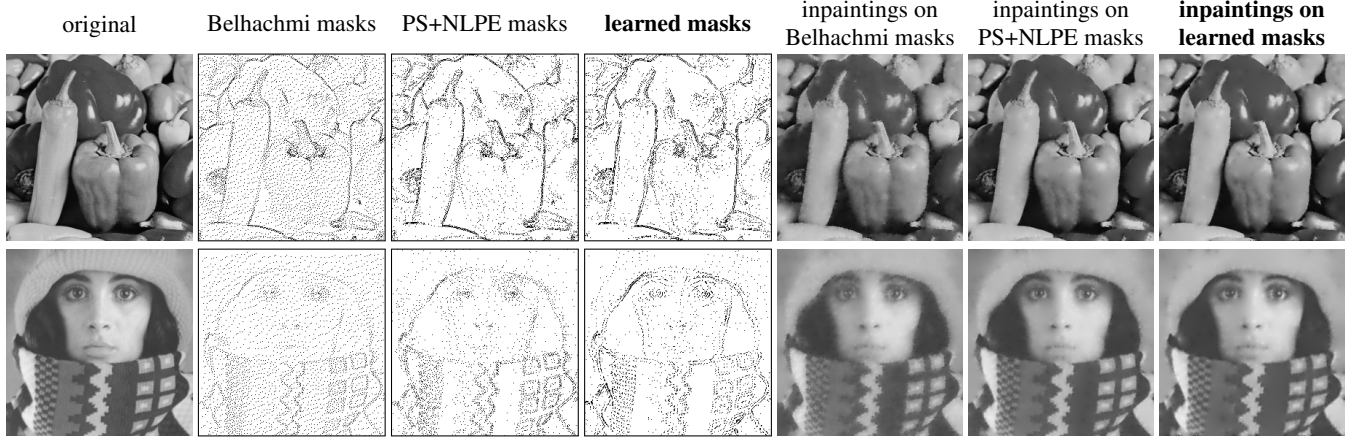 original
Belhachmi masks
PS+NLPE masks
learned masks
inpaintings on
Belhachmi masks
inpaintings on
PS+NLPE masks
inpaintings on
learned masks